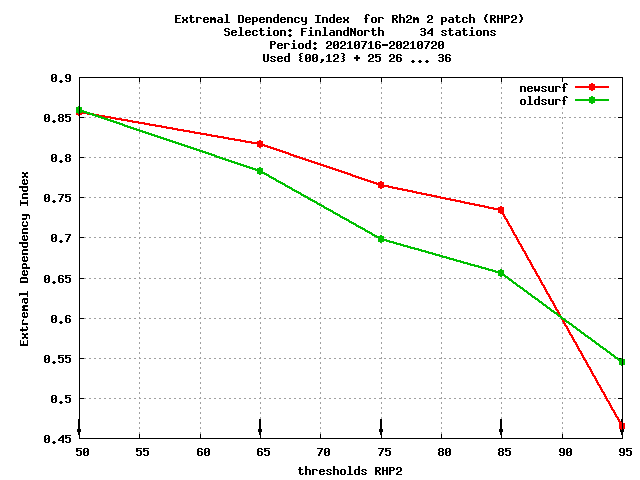 Extremal Dependency Index  for Rh2m 2 patch (RHP2)
Selection: FinlandNorth     34 stations
Period: 20210716-20210720
Used {00,12} + 25 26 ... 36
newsurf
oldsurf
Extremal Dependency Index
0.9
0.85
0.8
0.75
0.7
0.65
0.6
0.55
0.5
0.45
50 55 60 65 70 75 80 85 90 95
thresholds RHP2